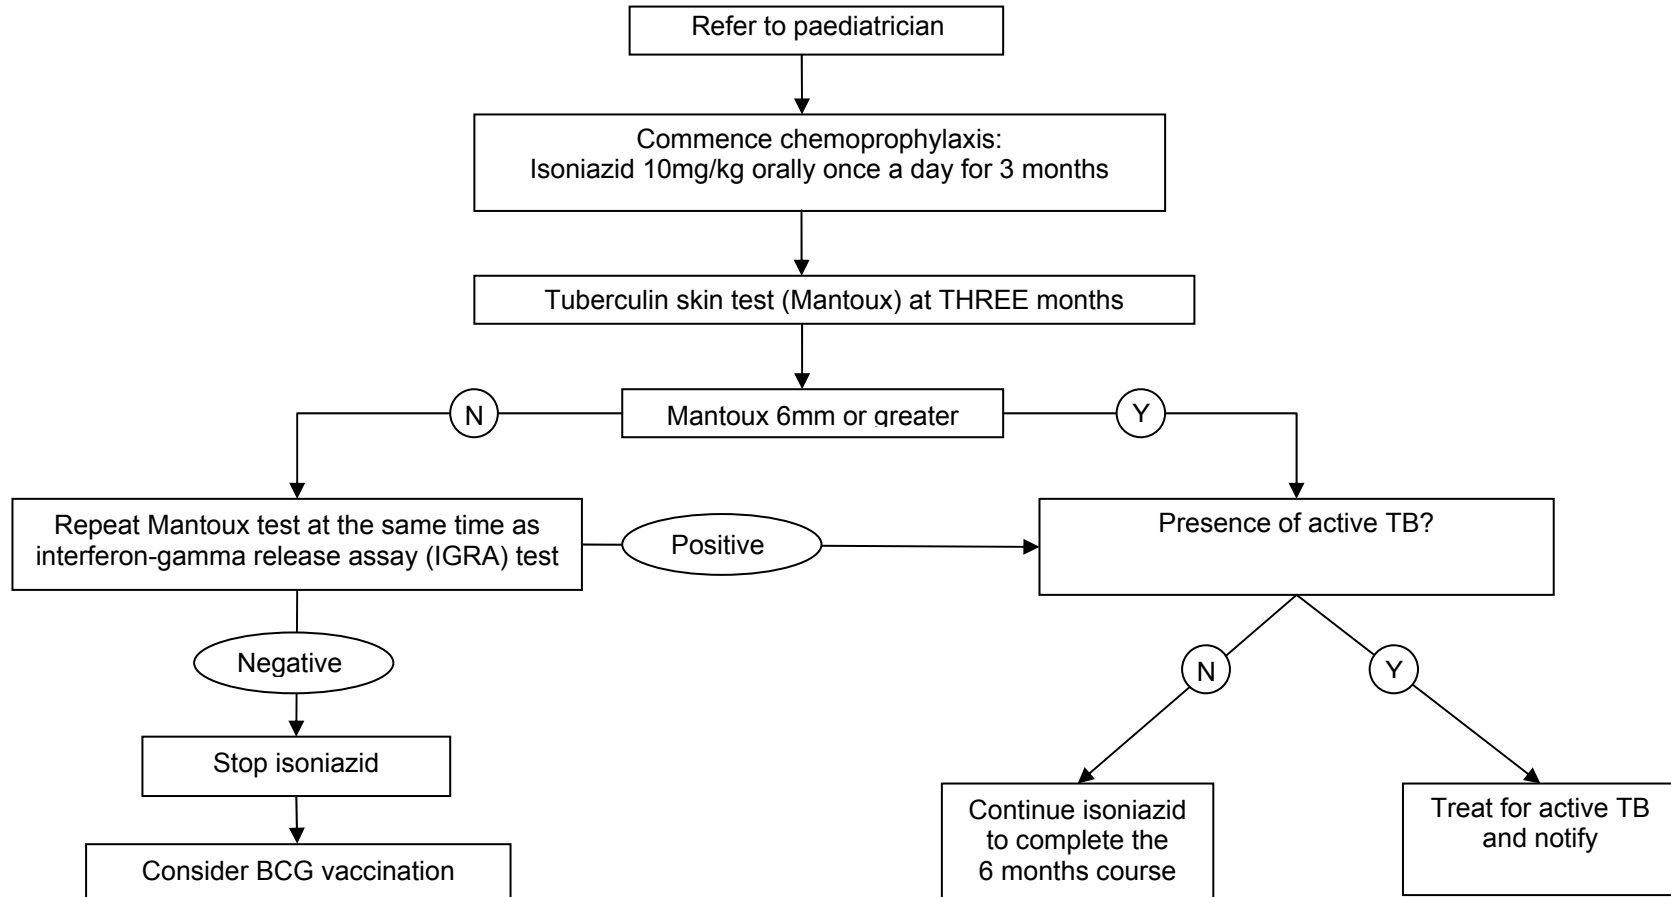 Refer to paediatrician
Commence chemoprophylaxis:
Isoniazid 10mg/kg orally once a day for 3 months
Tuberculin skin test (Mantoux) at THREE months
N
Mantoux 6mm or greater
Y
Repeat Mantoux test at the same time as
interferon-gamma release assay (IGRA) test
Positive
Presence of active TB?
Negative
N
Y
Stop isoniazid
Consider BCG vaccination
Continue isoniazid
to complete the
6 months course
Treat for active TB
and notify